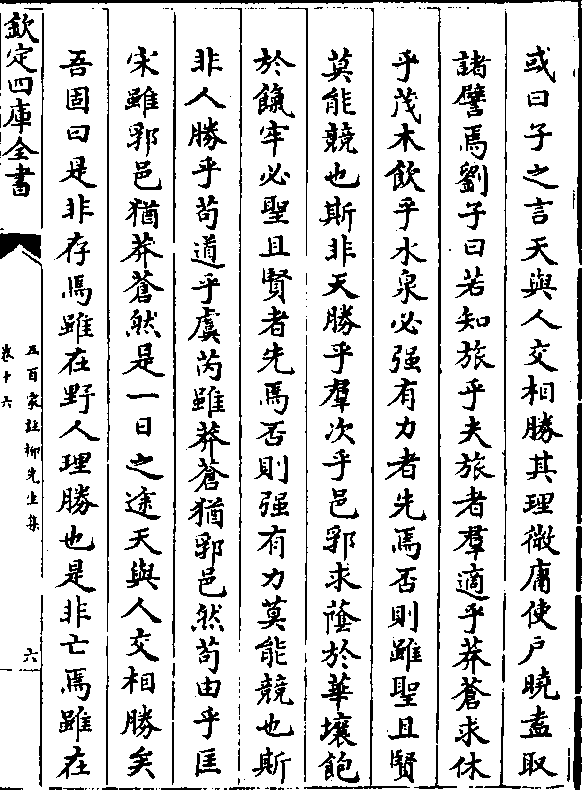 或曰子之言天與人交相勝其理微庸使户曉盍取
諸譬焉劉子曰若知旅乎夫旅者羣適乎莽蒼求休
乎茂木飲乎水泉必强有力者先焉否則雖聖且賢
莫能競也斯非天勝乎羣次乎邑郛求蔭於華壤飽
於餼牢必聖且賢者先焉否則强有力莫能競也斯
非人勝乎苟道乎虞芮雖莽蒼猶郛邑然苟由乎匡
宋雖郛邑猶莽蒼然是一日之途天與人交相勝矣
吾固曰是非存焉雖在野人理勝也是非亡焉雖在
欽定四庫全書
五百家註柳先生集
卷十六
六